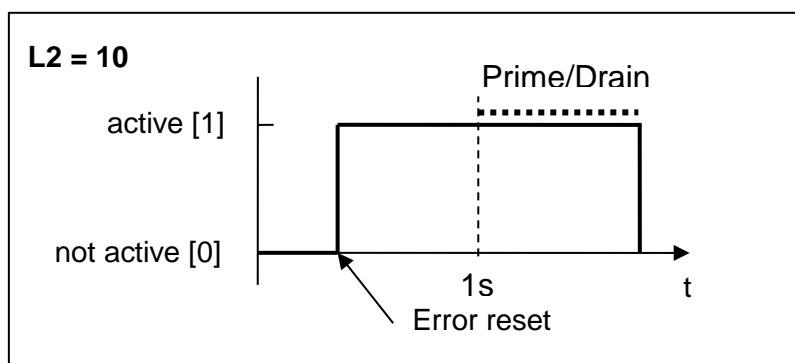 L2 = 10
Prime/Drain
active [1]
not active [0]
1s
t
Error reset